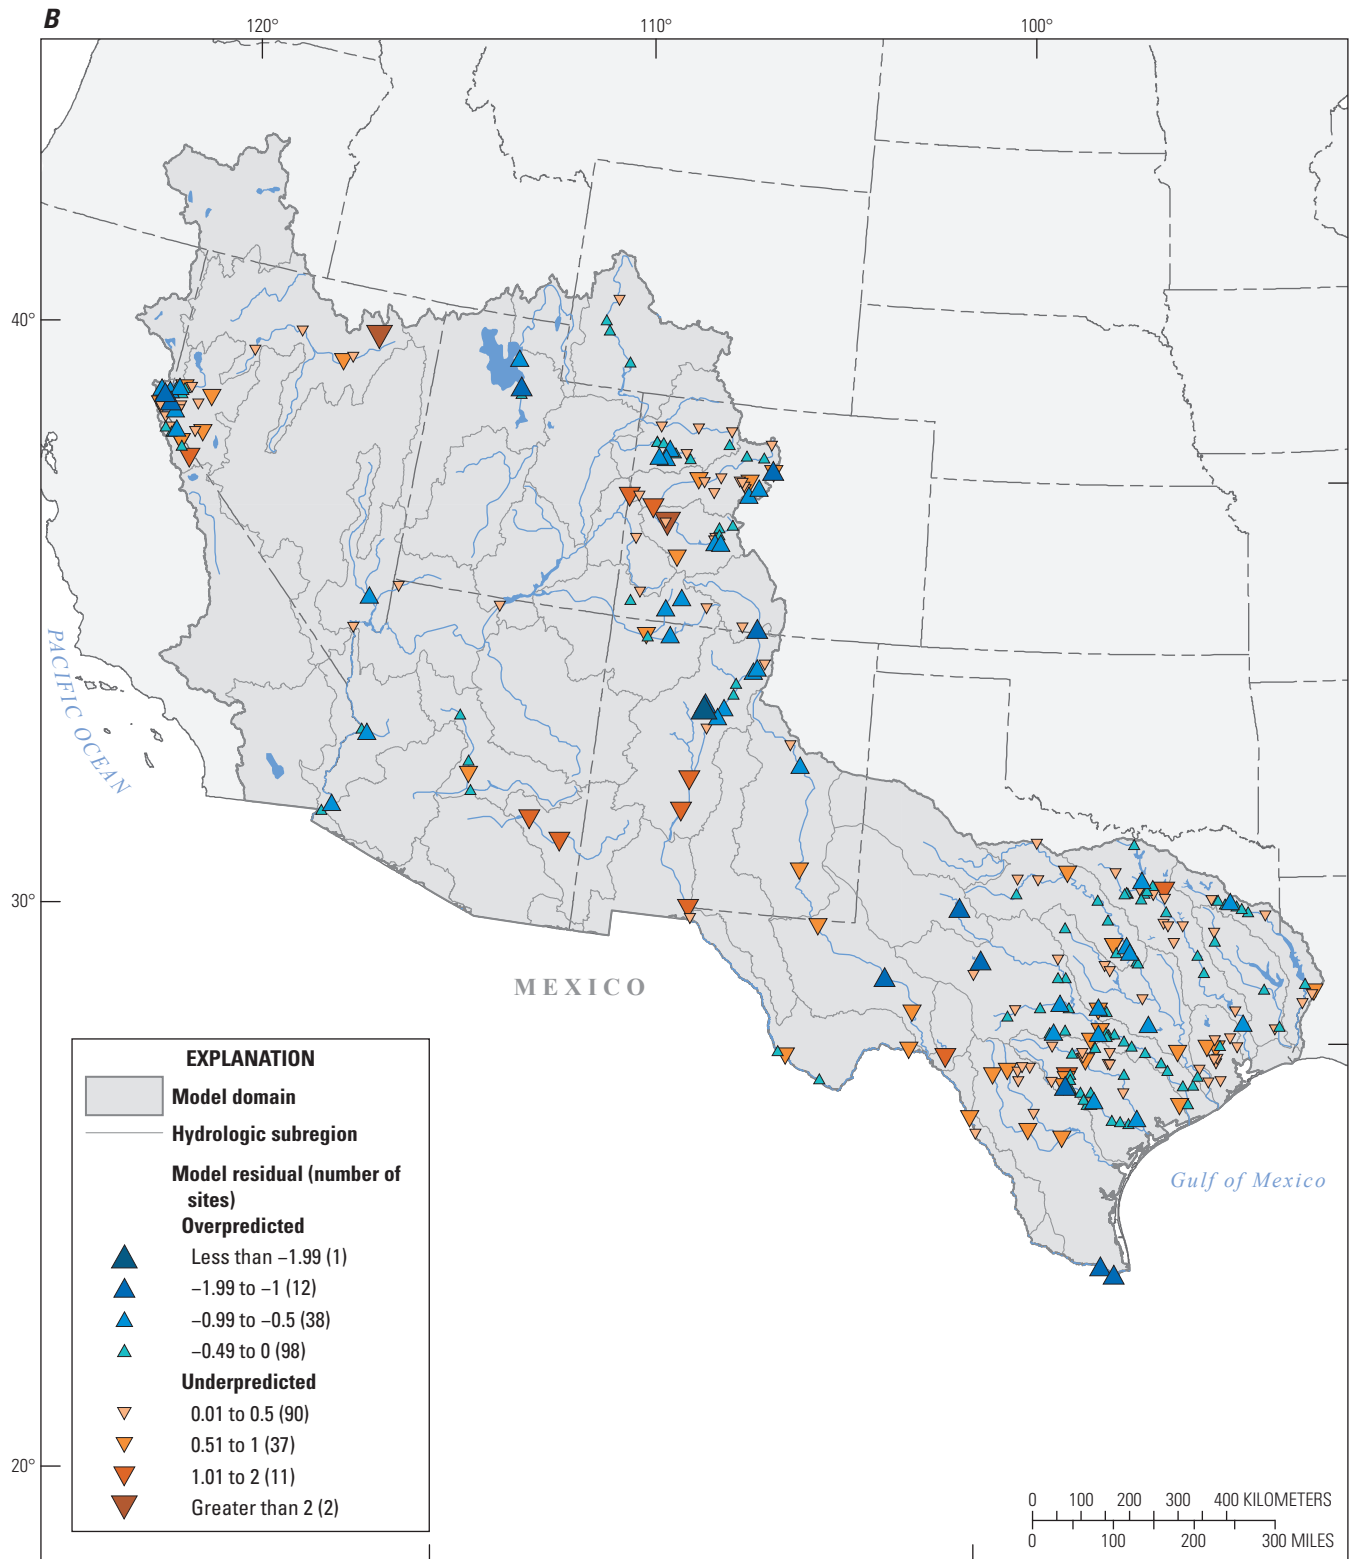 B
120°
110°
100°
40°
30°
20°
PACIFIC OCEAN
MEXICO
Gulf of Mexico
EXPLANATION
Model domain
Hydrologic subregion
Model residual (number of
sites)
Overpredicted
Less than −1.99 (1)
−1.99 to −1 (12)
−0.99 to −0.5 (38)
−0.49 to 0 (98)
Underpredicted
0.01 to 0.5 (90)
0.51 to 1 (37)
1.01 to 2 (11)
Greater than 2 (2)
0 100 200 300 400 KILOMETERS
0 100 200 300 MILES